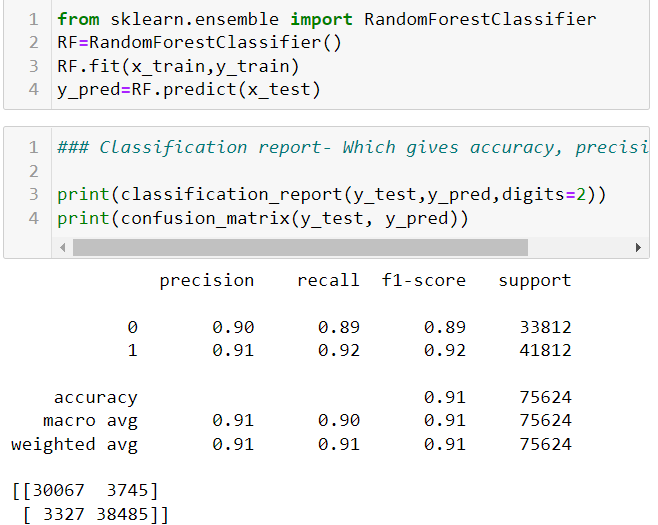 1 from sklearn.ensemble import RandomForestClassifier
2 RF=RandomForestClassifier()
3 RF.fit(x_train,y_train)
4 y_pred=RF.predict(x_test)
1 ### Classification report- Which gives accuracy, precisi
2
3 print(classification_report(y_test,y_pred,digits=2))
4 print(confusion_matrix(y_test, y_pred))
precision recall f1-score support
0 0.90 0.89 0.89 33812
1 0.91 0.92 0.92 41812
accuracy 0.91 75624
macro avg 0.91 0.90 0.91 75624
weighted avg 0.91 0.91 0.91 75624
[[30067 3745]
[ 3327 38485]]